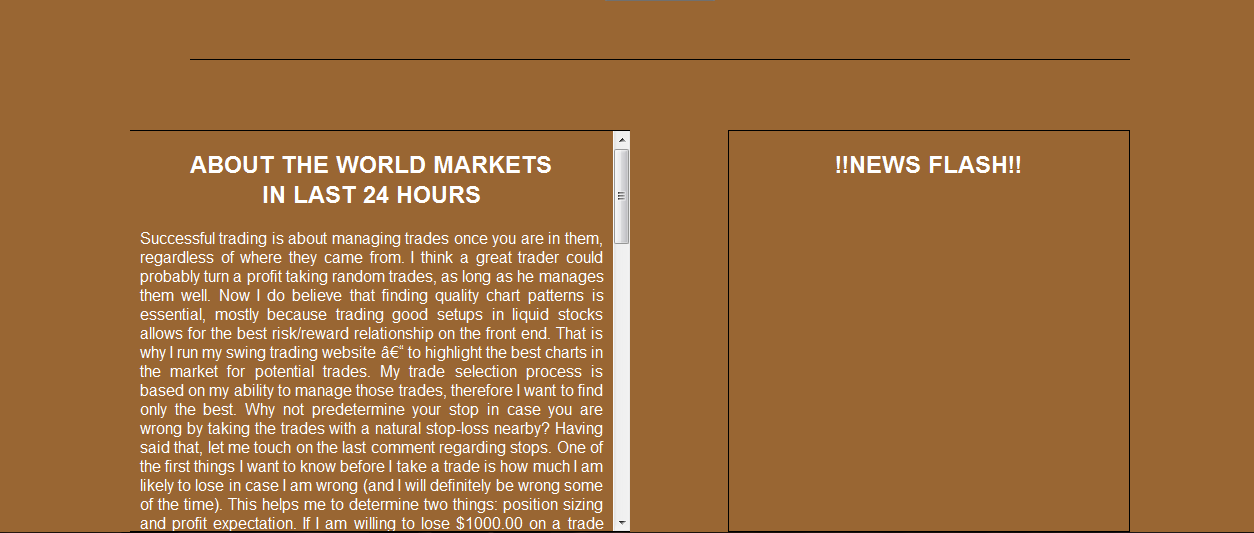 ABOUT THE WORLD MARKETS
IN LAST 24 HOURS
Successful trading is about managing trades once you are in them,
regardless of where they came from. I think a great trader could
probably turn a profit taking random trades, as long as he manages
them well. Now I do believe that finding quality chart patterns is
essential, mostly because trading good setups in liquid stocks
allows for the best risk/reward relationship on the front end. That is
why I run my swing trading website â€“ to highlight the best charts in
the market for potential trades. My trade selection process is
based on my ability to manage those trades, therefore I want to find
only the best. Why not predetermine your stop in case you are
wrong by taking the trades with a natural stop-loss nearby? Having
said that, let me touch on the last comment regarding stops. One of
the first things I want to know before I take a trade is how much I am
likely to lose in case I am wrong (and I will definitely be wrong some
of the time). This helps me to determine two things: position sizing
and profit expectation. If I am willing to lose $1000.00 on a trade
!!NEWS FLASH!!